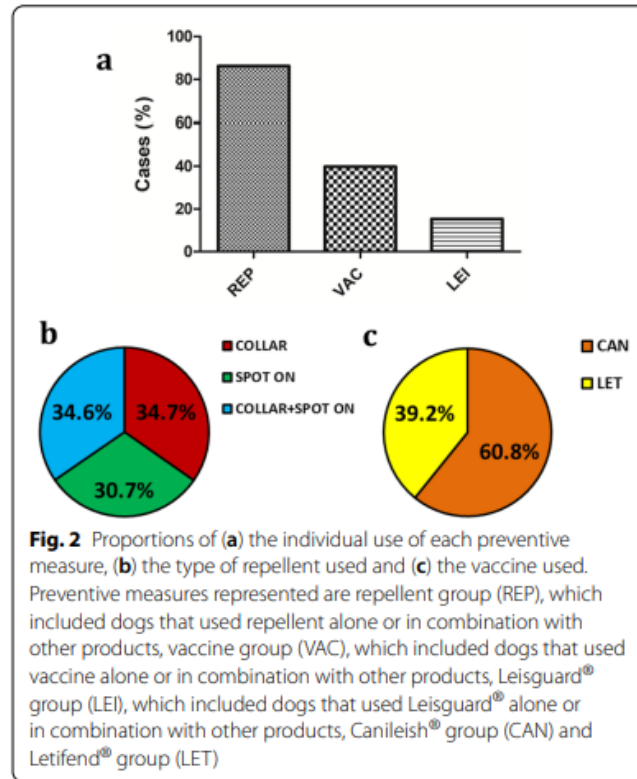 a
100
80
60
40
20
0
Cases (%)
REP
VAC
LEI
b
34.6%
34.7%
30.7%
COLLAR
SPOT ON
COLLAR+SPOT ON
c
39.2%
60.8%
CAN
LET
Fig. 2 Proportions of (a) the individual use of each preventive
measure, (b) the type of repellent used and (c) the vaccine used.
Preventive measures represented are repellent group (REP), which
included dogs that used repellent alone or in combination with
other products, vaccine group (VAC), which included dogs that used
vaccine alone or in combination with other products, Leisguard®
group (LEI), which included dogs that used Leisguard® alone or
in combination with other products, Canileish® group (CAN) and
Letifend® group (LET)